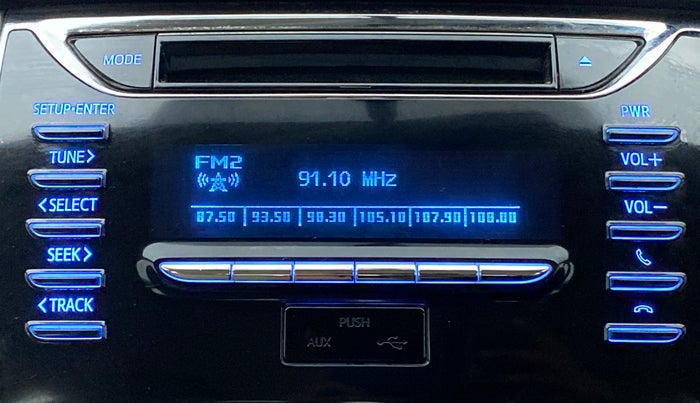 MODE
SETUP•ENTER
PWR
TUNE>
VOL+
FM2
91.10 MHz
<SELECT
VOL−
87.50 | 93.50 | 98.30 | 105.10 | 107.90 | 108.00
SEEK>
<TRACK
PUSH
AUX